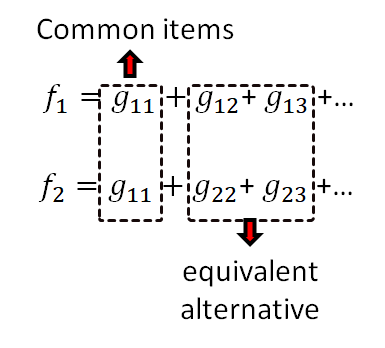 Common items
f₁ = g₁₁ + g₁₂ + g₁₃ + ...
f₂ = g₁₁ + g₂₂ + g₂₃ + ...
equivalent
alternative